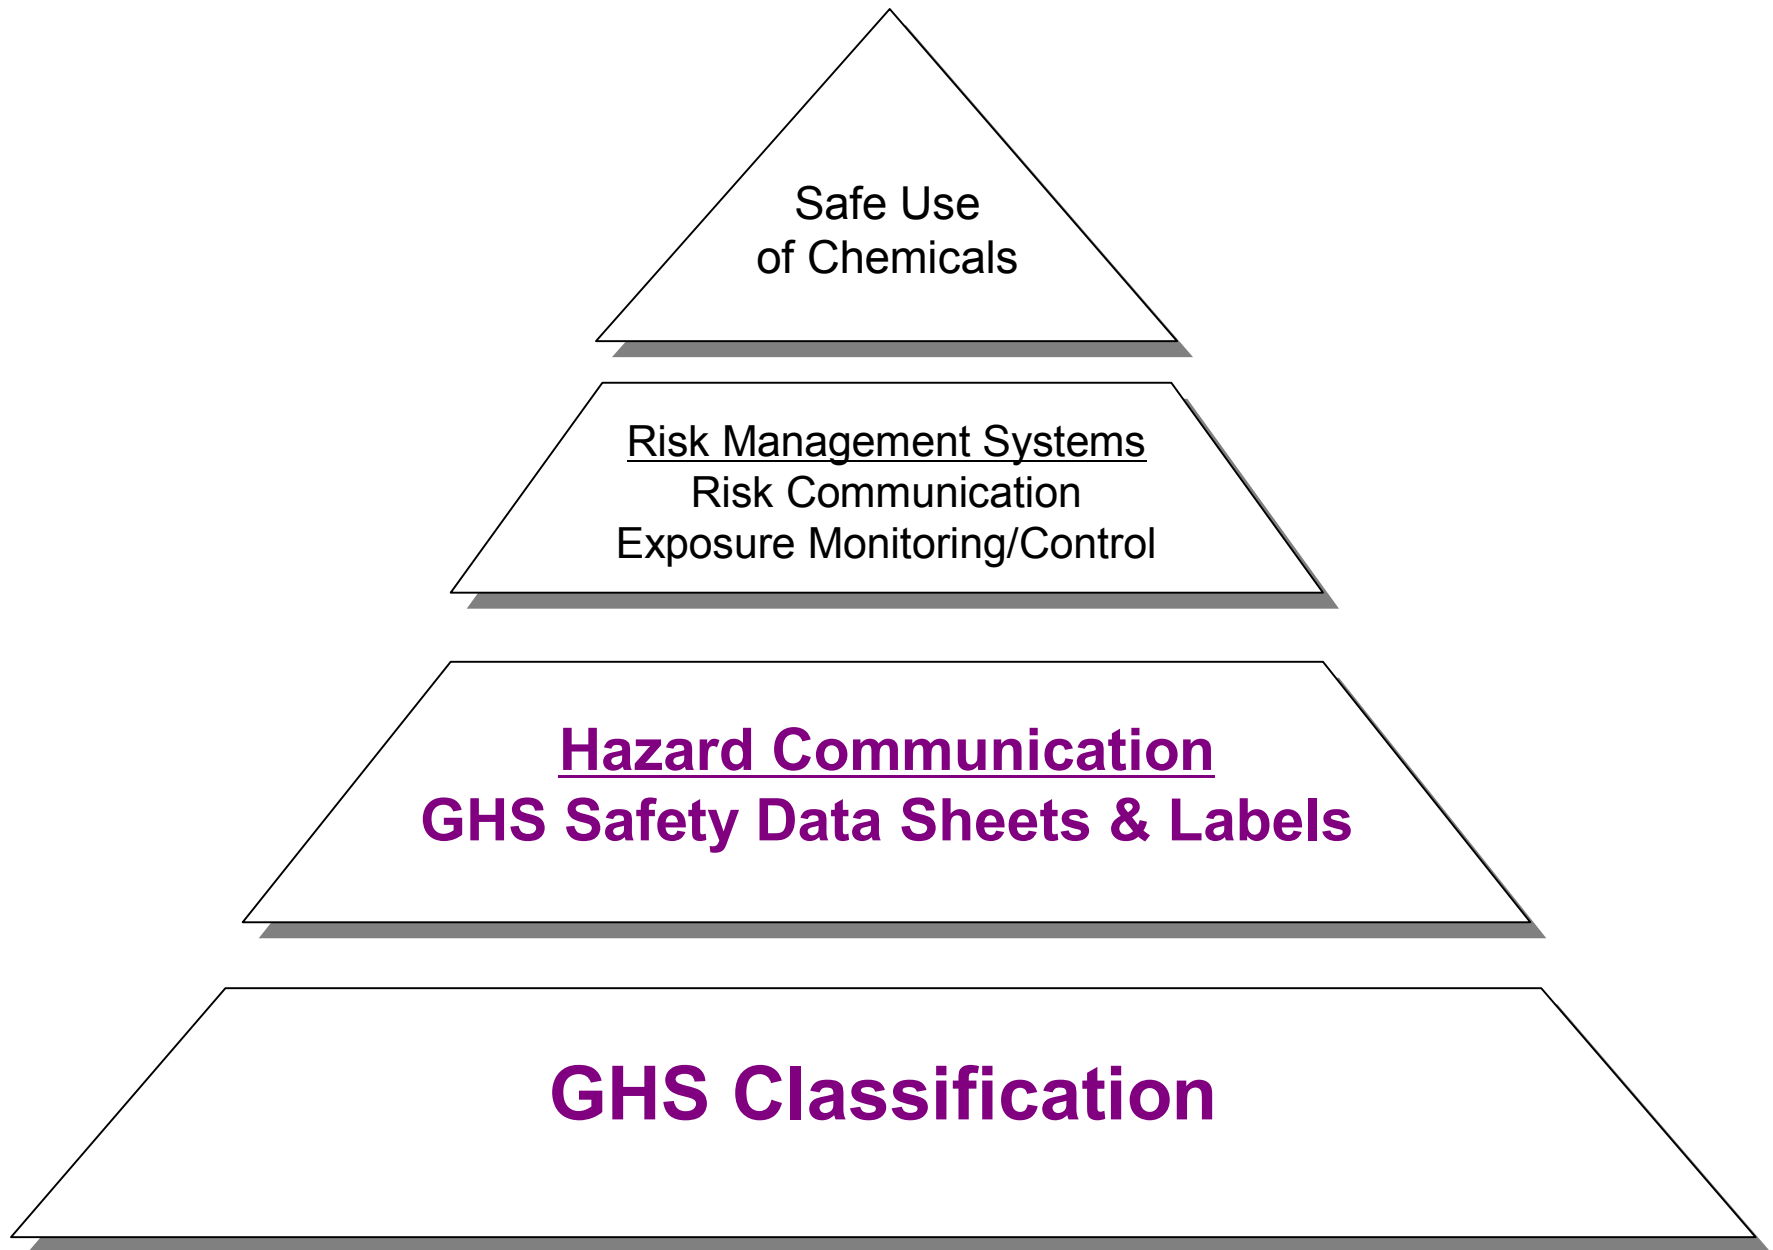 Safe Use
of Chemicals
Risk Management Systems
Risk Communication
Exposure Monitoring/Control
Hazard Communication
GHS Safety Data Sheets & Labels
GHS Classification